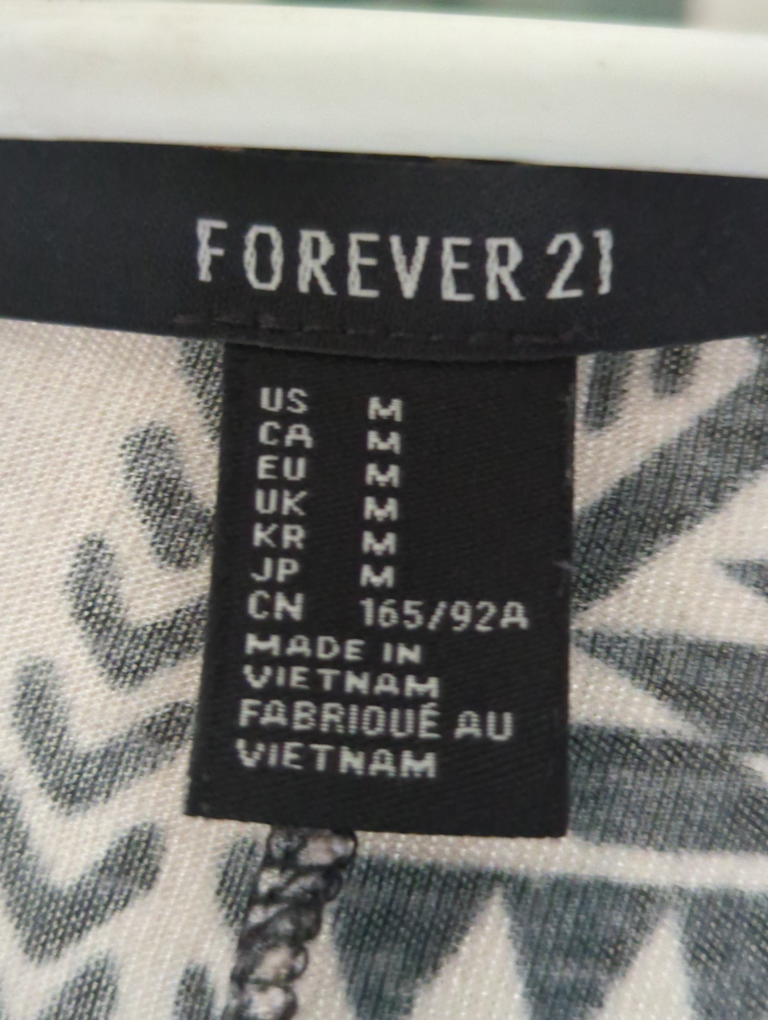 FOREVER 21
US M
CA M
EU M
UK M
KR M
JP M
CN 165/92A
MADE IN
VIETNAM
FABRIQUÉ AU
VIETNAM